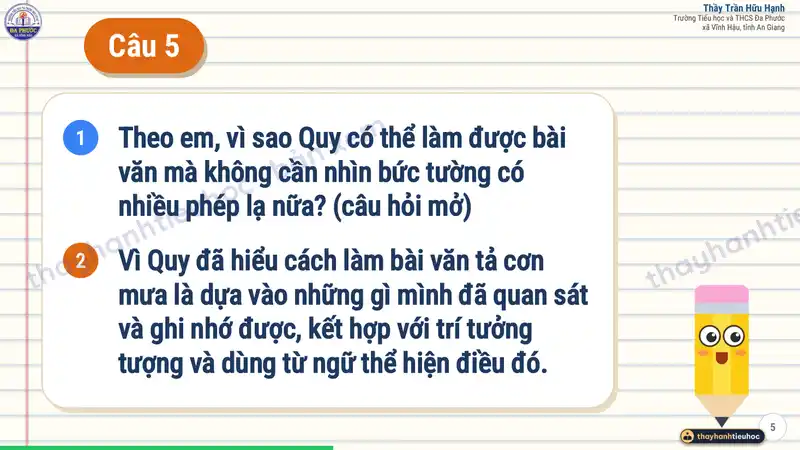 Thầy Trần Hữu Hạnh
Trường Tiểu học và THCS Đa Phước
xã Vĩnh Hậu, tỉnh An Giang
ĐA PHƯỚC
Câu 5
1
Theo em, vì sao Quy có thể làm được bài
văn mà không cần nhìn bức tường có
nhiều phép lạ nữa? (câu hỏi mở)
2
Vì Quy đã hiểu cách làm bài văn tả cơn
mưa là dựa vào những gì mình đã quan sát
và ghi nhớ được, kết hợp với trí tưởng
tượng và dùng từ ngữ thể hiện điều đó.
5
thayhanhtieuhoc